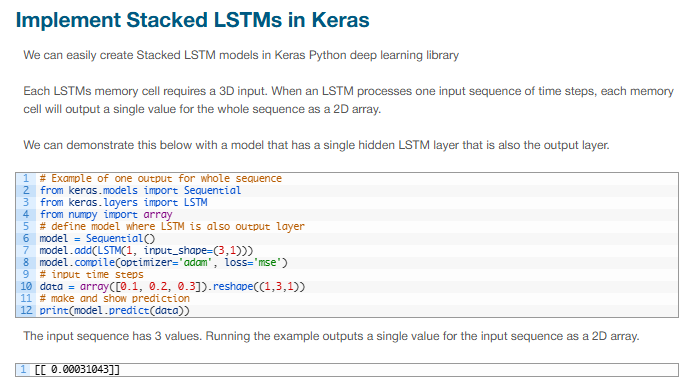 Implement Stacked LSTMs in Keras
We can easily create Stacked LSTM models in Keras Python deep learning library
Each LSTMs memory cell requires a 3D input. When an LSTM processes one input sequence of time steps, each memory
cell will output a single value for the whole sequence as a 2D array.
We can demonstrate this below with a model that has a single hidden LSTM layer that is also the output layer.
1 # Example of one output for whole sequence
2 from keras.models import Sequential
3 from keras.layers import LSTM
4 from numpy import array
5 # define model where LSTM is also output layer
6 model = Sequential()
7 model.add(LSTM(1, input_shape=(3,1)))
8 model.compile(optimizer='adam', loss='mse')
9 # input time steps
10 data = array([0.1, 0.2, 0.3]).reshape((1,3,1))
11 # make and show prediction
12 print(model.predict(data))
The input sequence has 3 values. Running the example outputs a single value for the input sequence as a 2D array.
1 [[ 0.00031043]]